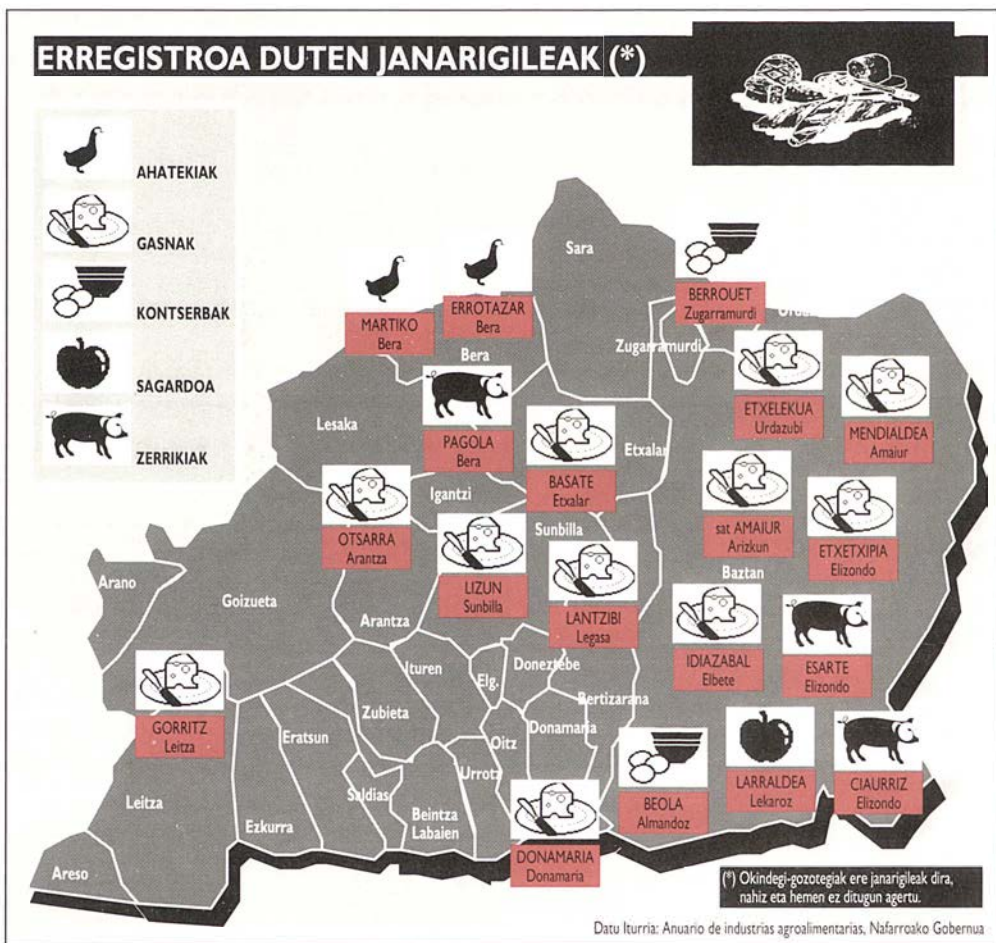 ERREGISTROA DUTEN JANARIGILEAK (*)
AHATEKIAK
GASNAK
KONTSERBAK
SAGARDOA
ZERRIKIAK
Sara
MARTIKO
Bera
ERROTAZAR
Bera
BERROUET
Zugarramurdi
Zugarramurdi
Bera
ETXELEKUA
Urdazubi
MENDIALDEA
Amaiur
Lesaka
PAGOLA
Bera
BASATE
Etxalar
Etxalar
Igantzi
OTSARRA
Arantza
Sunbilla
LIZUN
Sunbilla
sat AMAIUR
Arizkun
ETXETXIPIA
Elizondo
Baztan
Arano
Goizueta
Arantza
LANTZIBI
Legasa
IDIAZABAL
Elbete
ESARTE
Elizondo
Ituren
Elg.
Doneztebe
Bertizarana
GORRITZ
Leitza
Zubieta
Eratsun
Oitz
Donamaria
Leitza
Ezkurra
Saldias
Beintza
Labaien
Urrotz
BEOLA
Almandoz
LARRALDEA
Lekaroz
CIAURRIZ
Elizondo
DONAMARIA
Donamaria
Areso
(*) Okindegi-gozotegiak ere janarigileak dira,
nahiz eta hemen ez ditugun agertu.
Datu Iturria: Anuario de industrias agroalimentarias, Nafarroako Gobernua